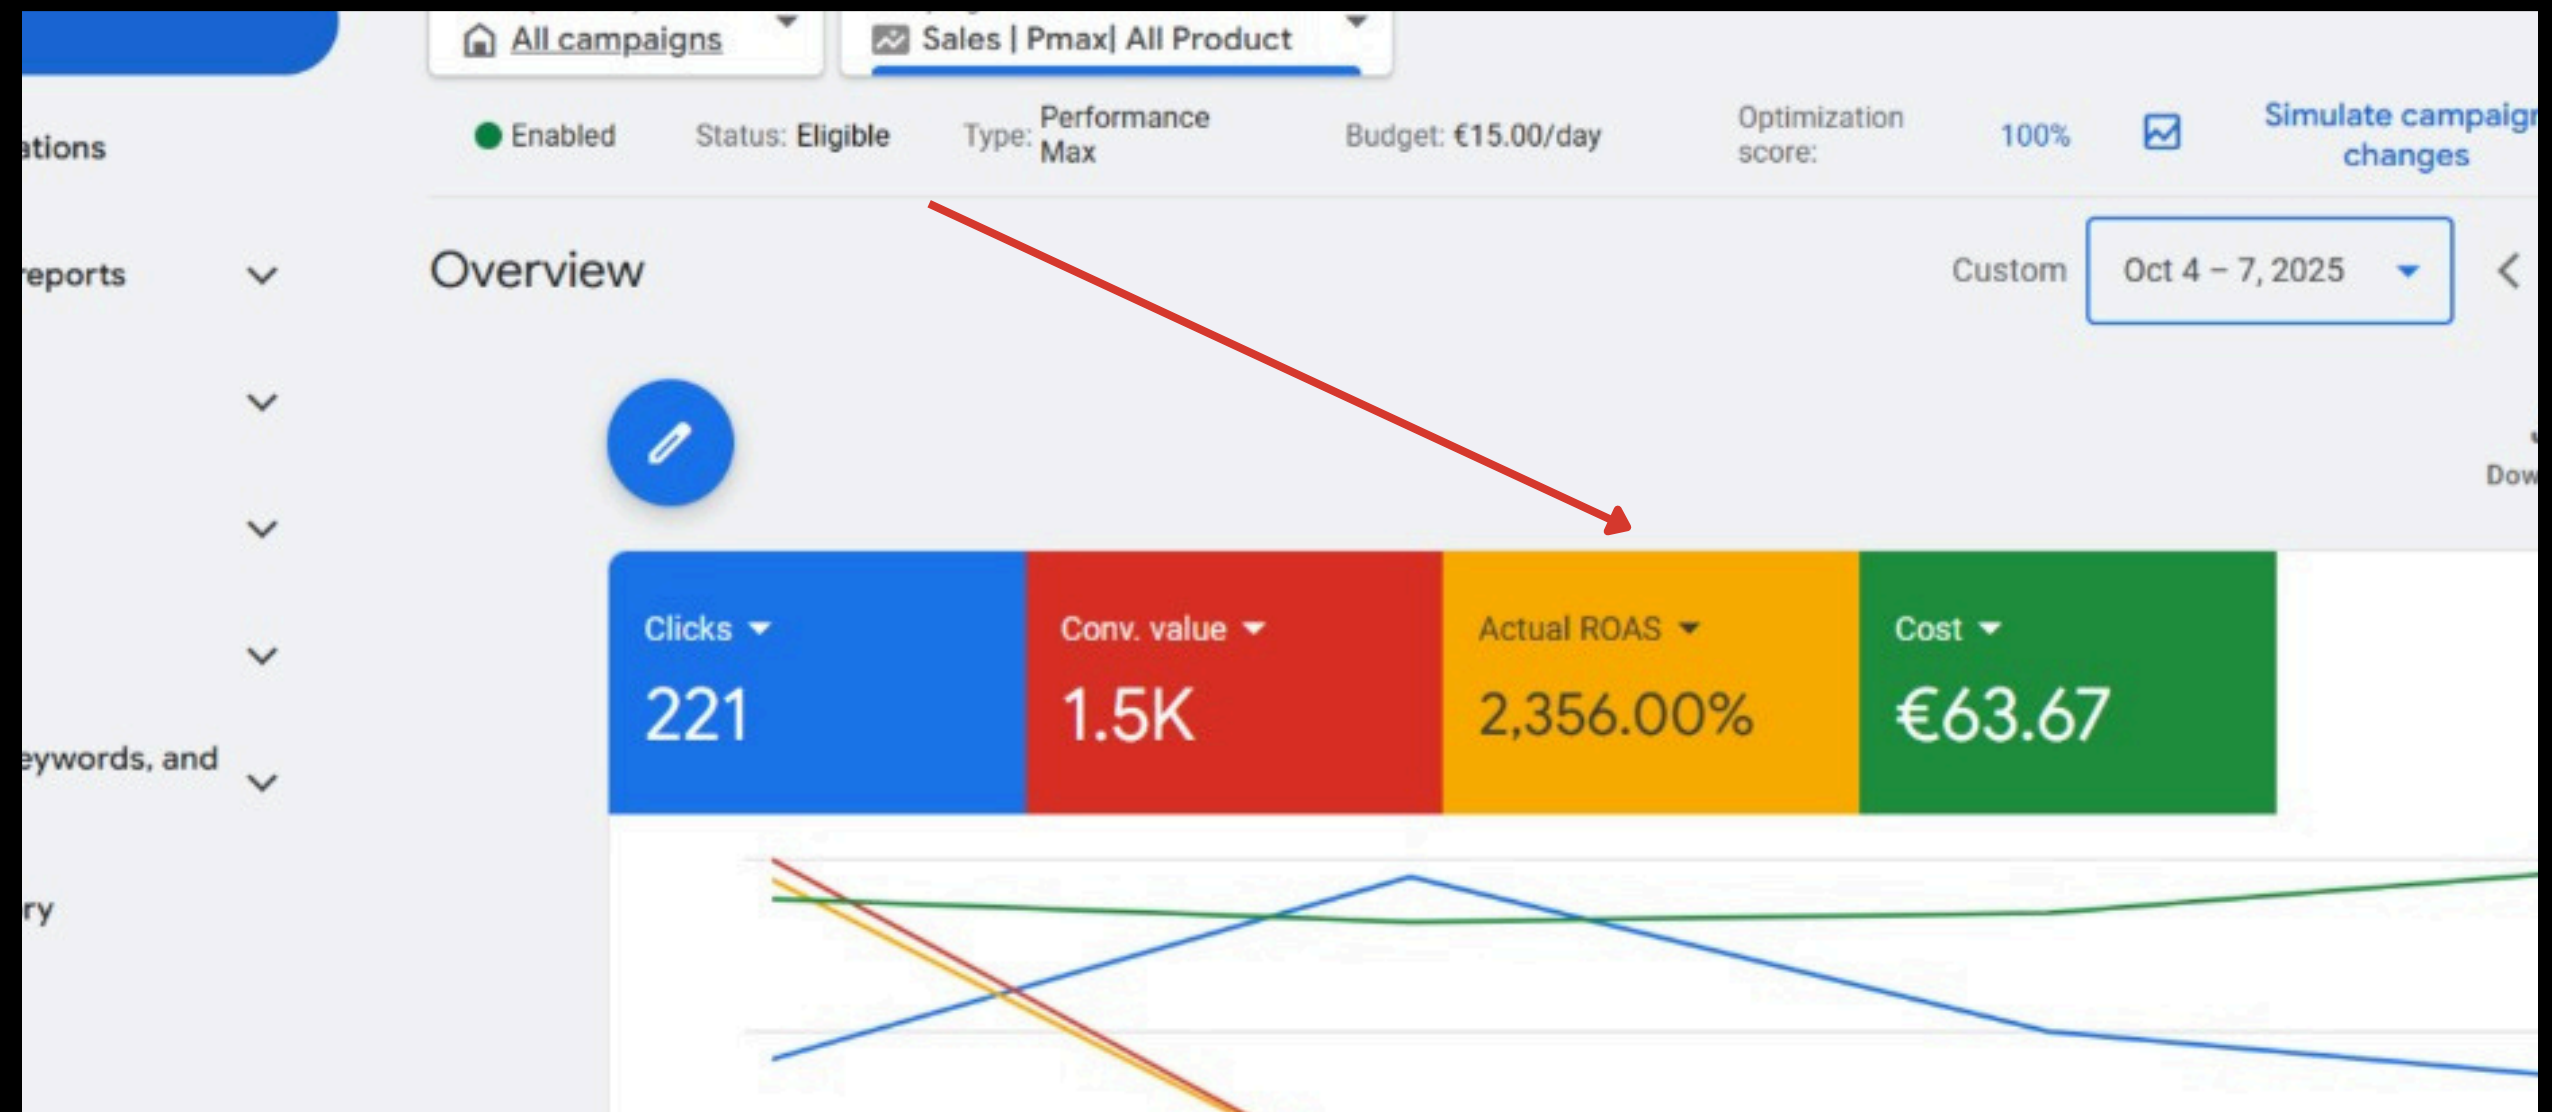 All campaigns
Sales | Pmax| All Product
Enabled
Status: Eligible
Type: Performance
Max
Budget: €15.00/day
Optimization
score:
100%
Simulate campaign
changes
ations
reports
eywords, and
ry
Overview
Custom
Oct 4 – 7, 2025
Dow
Clicks
221
Conv. value
1.5K
Actual ROAS
2,356.00%
Cost
€63.67